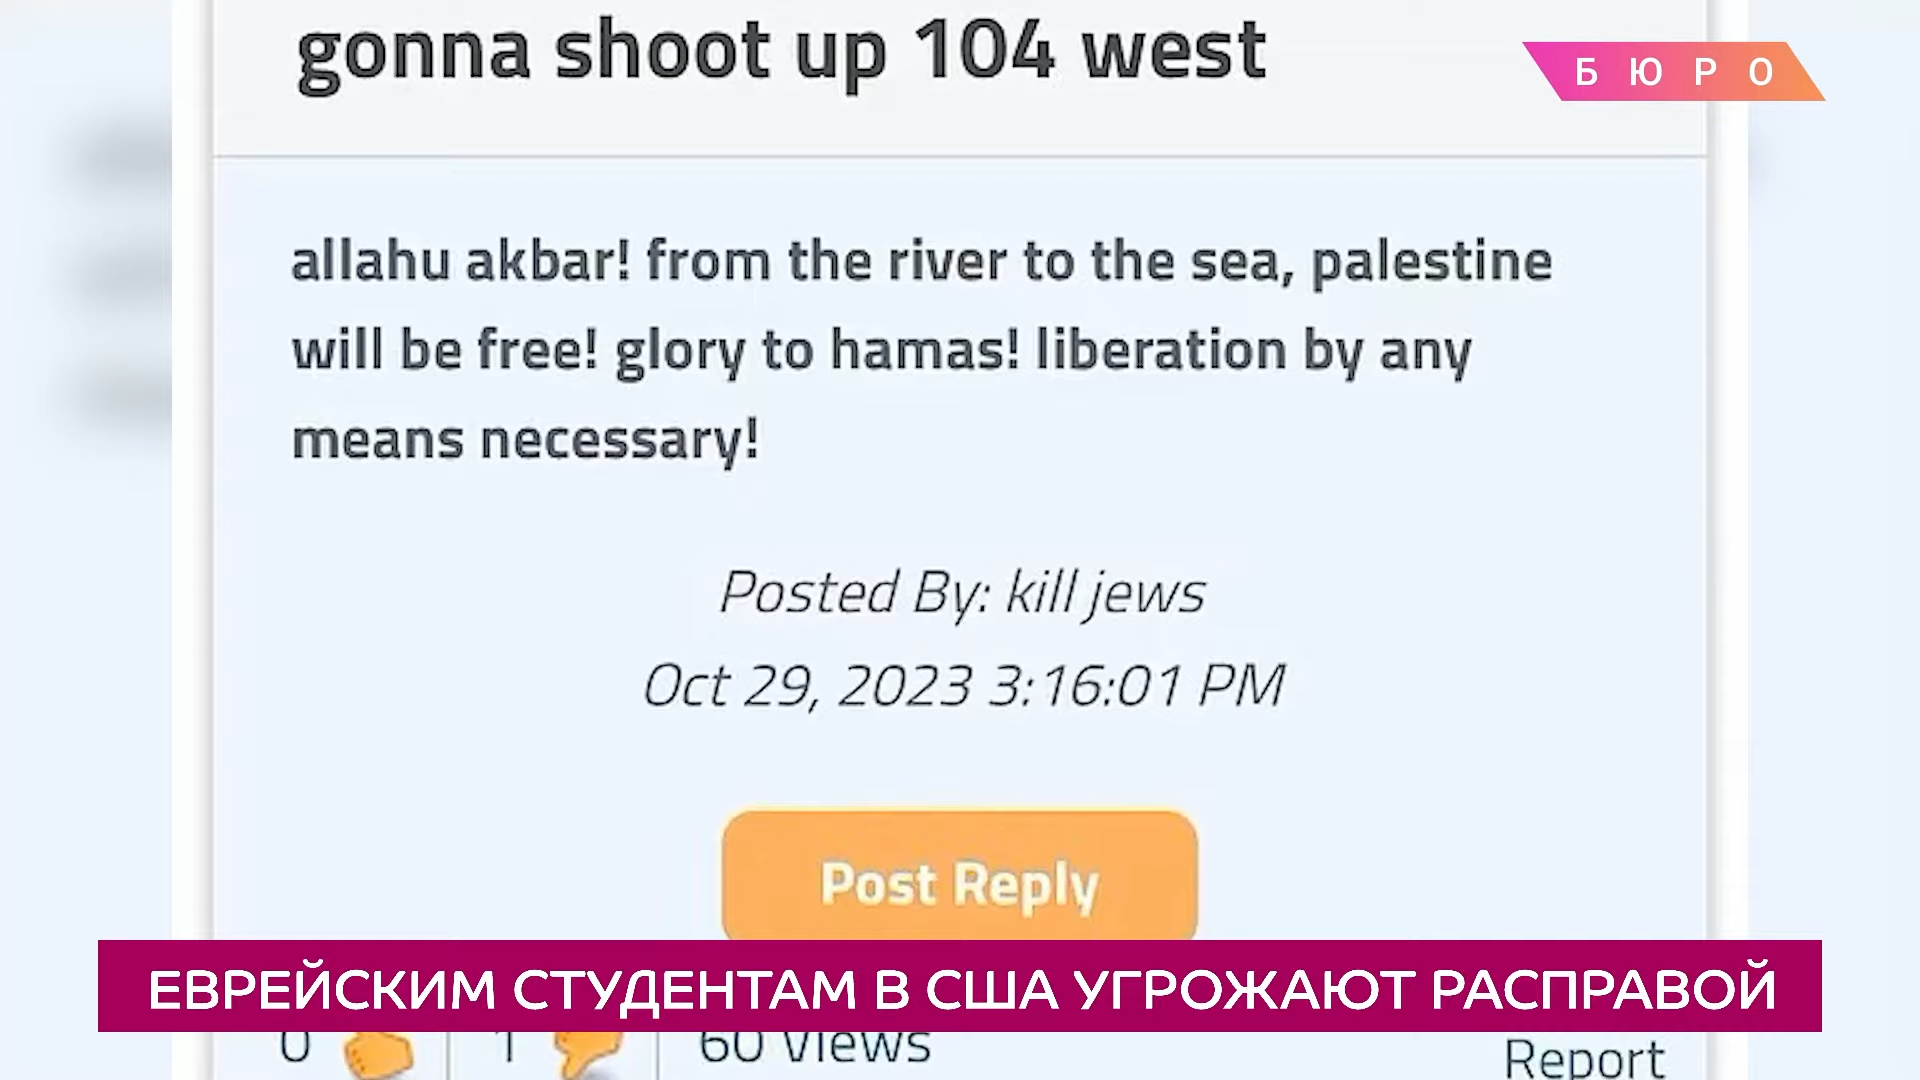 gonna shoot up 104 west
БЮРО
allahu akbar! from the river to the sea, palestine
will be free! glory to hamas! liberation by any
means necessary!
Posted By: kill jews
Oct 29, 2023 3:16:01 PM
Post Reply
ЕВРЕЙСКИМ СТУДЕНТАМ В США УГРОЖАЮТ РАСПРАВОЙ
0 1 60 Views Report